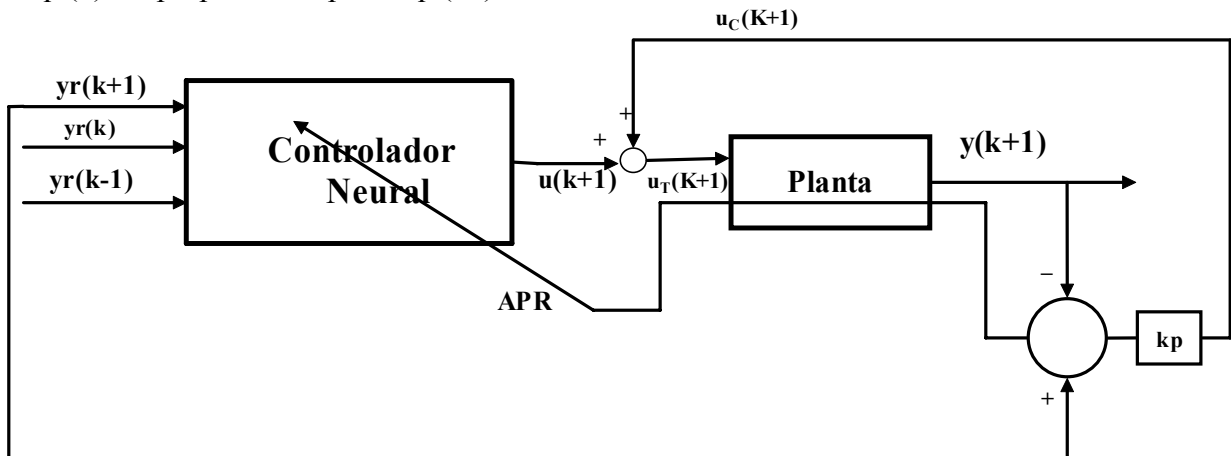 u_C(K+1)
yr(k+1)
yr(k)
yr(k-1)
Controlador
Neural
+
+
u(k+1)
u_T(K+1)
Planta
y(k+1)
APR
−
kp
+